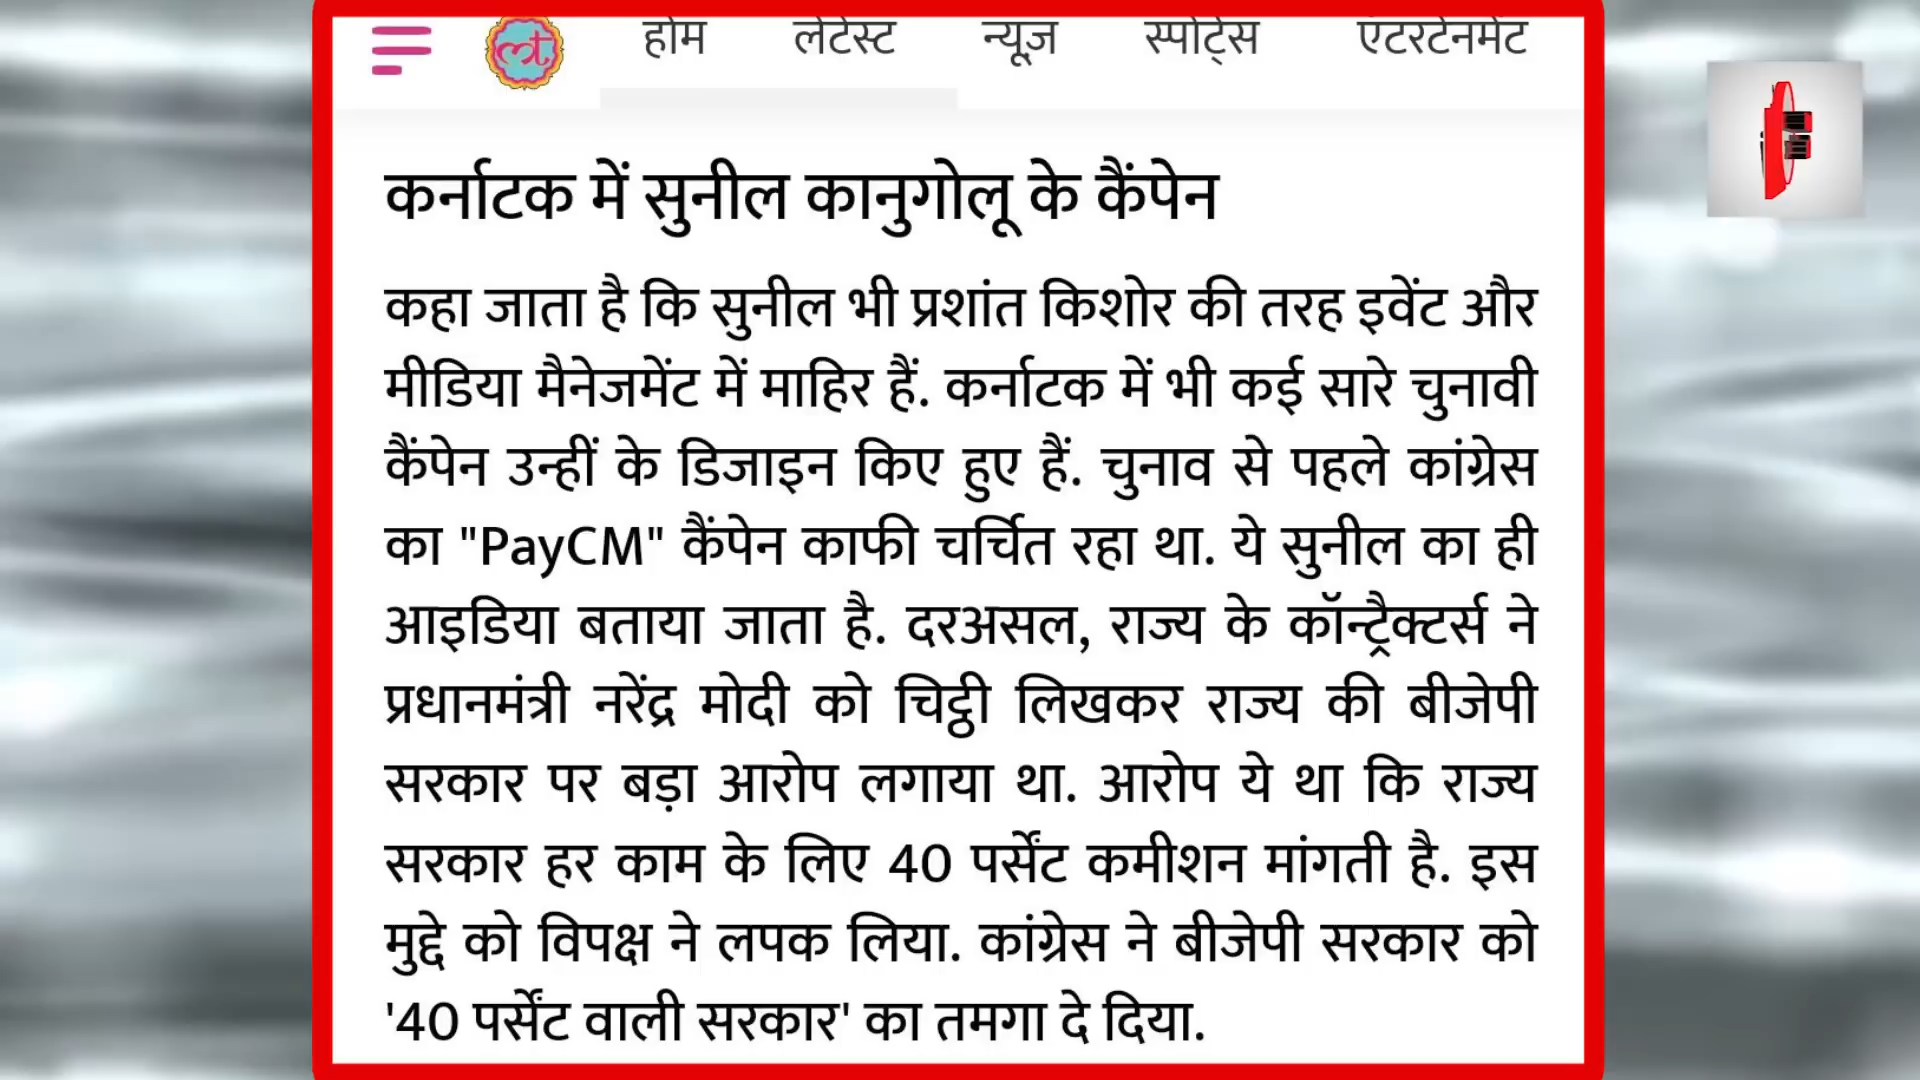 होम लेटेस्ट न्यूज़ स्पोर्ट्स एंटरटेनमेंट
कर्नाटक में सुनील कानुगोलू के कैंपेन
कहा जाता है कि सुनील भी प्रशांत किशोर की तरह इवेंट और
मीडिया मैनेजमेंट में माहिर हैं. कर्नाटक में भी कई सारे चुनावी
कैंपेन उन्हीं के डिजाइन किए हुए हैं. चुनाव से पहले कांग्रेस
का "PayCM" कैंपेन काफी चर्चित रहा था. ये सुनील का ही
आइडिया बताया जाता है. दरअसल, राज्य के कॉन्ट्रैक्टर्स ने
प्रधानमंत्री नरेंद्र मोदी को चिट्ठी लिखकर राज्य की बीजेपी
सरकार पर बड़ा आरोप लगाया था. आरोप ये था कि राज्य
सरकार हर काम के लिए 40 पर्सेंट कमीशन मांगती है. इस
मुद्दे को विपक्ष ने लपक लिया. कांग्रेस ने बीजेपी सरकार को
'40 पर्सेंट वाली सरकार' का तमगा दे दिया.